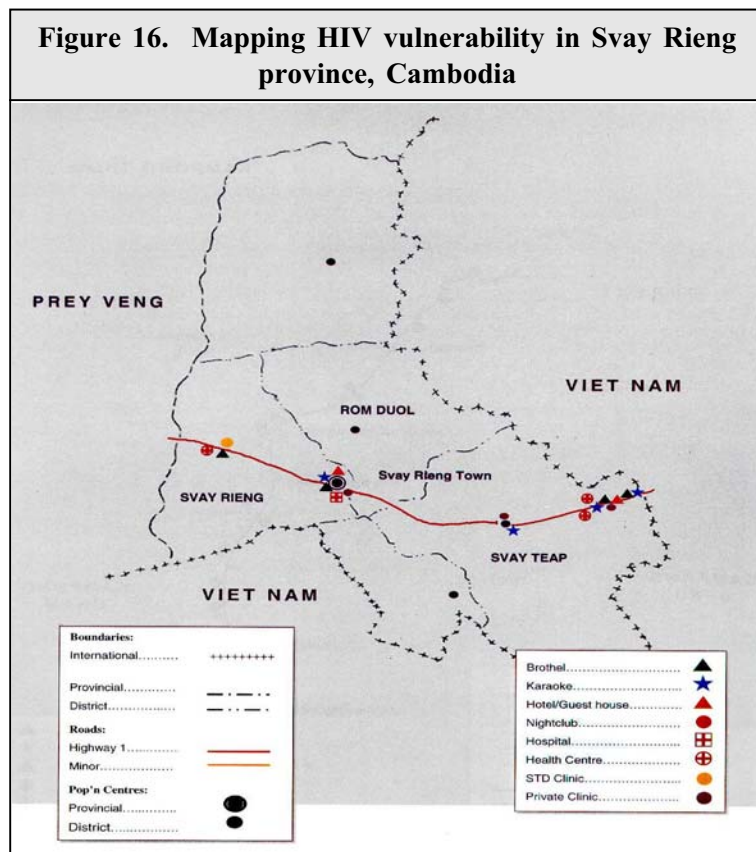 Figure 16. Mapping HIV vulnerability in Svay Rieng
province, Cambodia
PREY VENG
VIET NAM
ROM DUOL
Svay Rieng Town
SVAY RIENG
SVAY TEAP
VIET NAM
Boundaries:
International..........
Provincial..............
District..................
Roads:
Highway 1..............
Minor....................
Pop'n Centres:
Provincial..............
District..................
Brothel....................................
Karaoke...................................
Hotel/Guest house..................
Nightclub.................................
Hospital...................................
Health Centre..........................
STD Clinic................................
Private Clinic...........................